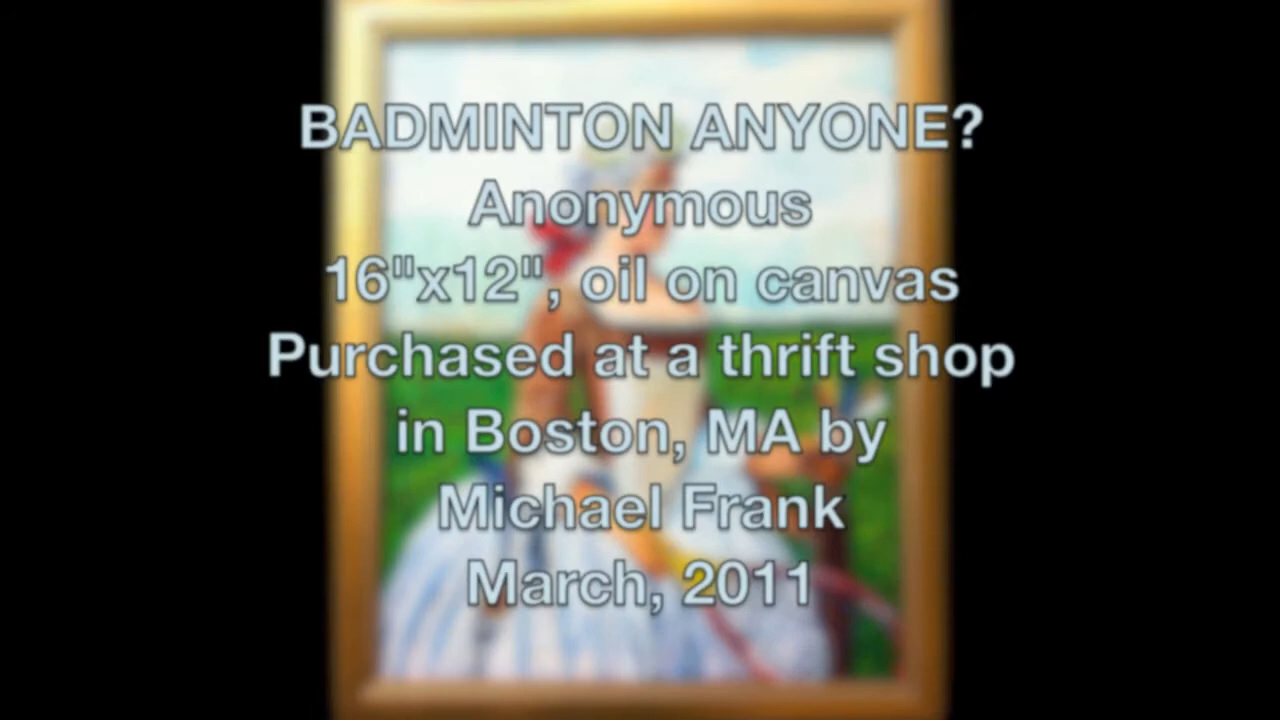 BADMINTON ANYONE?
Anonymous
16"x12", oil on canvas
Purchased at a thrift shop
in Boston, MA by
Michael Frank
March, 2011